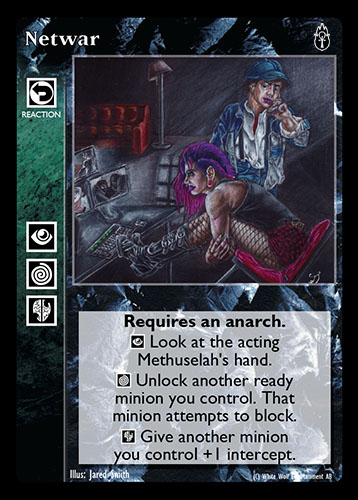 Netwar
REACTION
Requires an anarch.
Look at the acting
Methuselah's hand.
Unlock another ready
minion you control. That
minion attempts to block.
Give another minion
you control +1 intercept.
Illus: Jared Smith
(C) White Wolf Entertainment AB